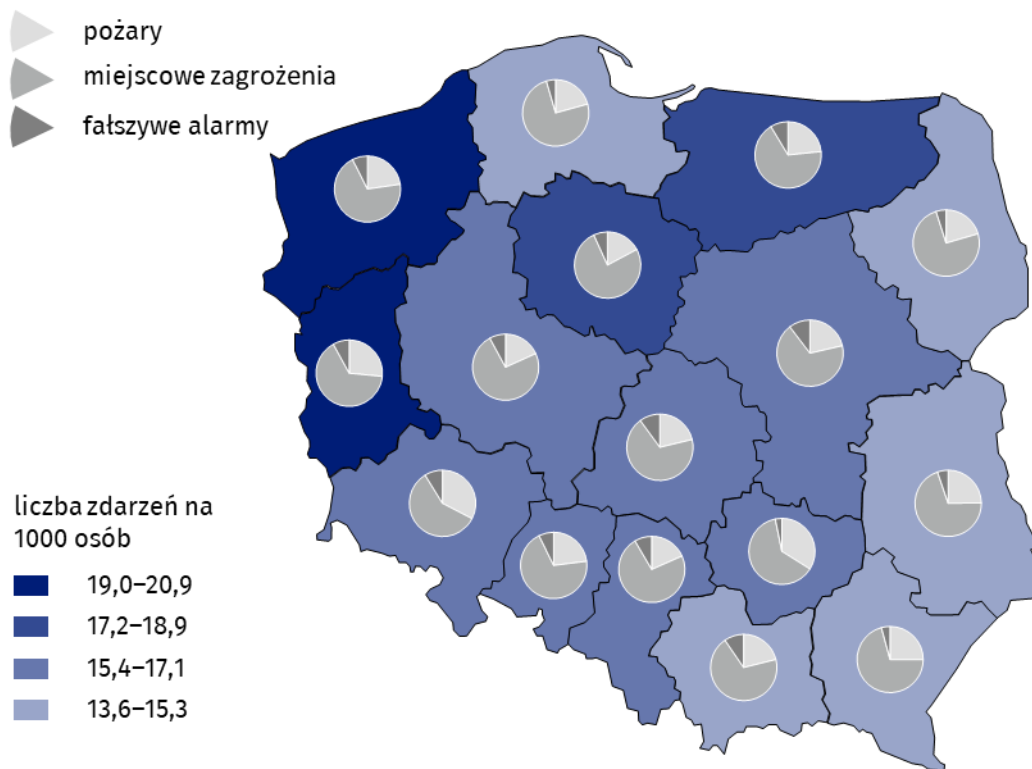 pożary
miejscowe zagrożenia
fałszywe alarmy
liczba zdarzeń na
1000 osób
19,0–20,9
17,2–18,9
15,4–17,1
13,6–15,3